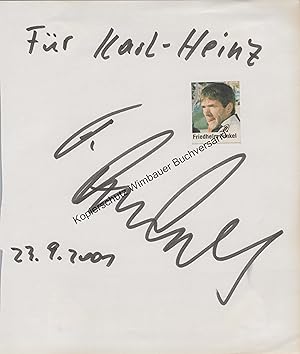 Für Karl-Heinz
Friedhelm Funkel
Kopierschutz Wimbauer Buchversand
23.9.2001